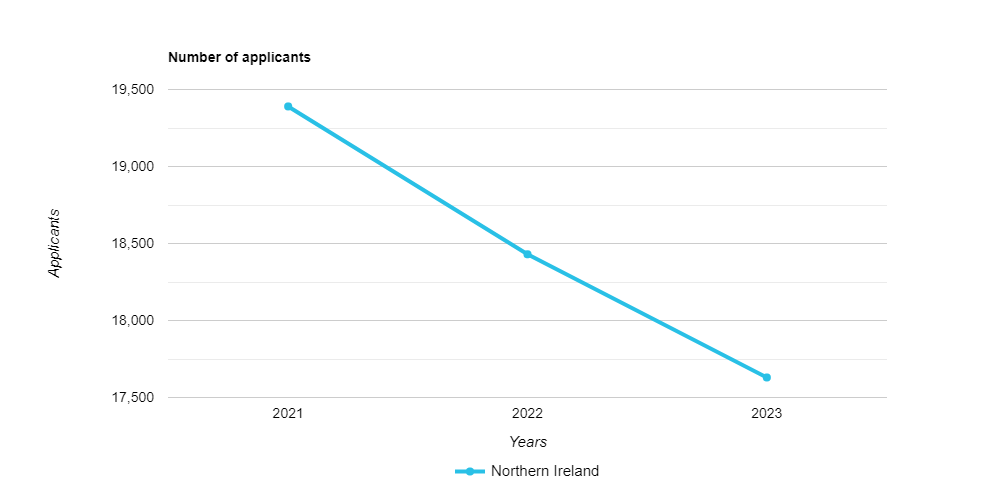 Number of applicants
19,500
19,000
18,500
18,000
17,500
Applicants
2021 2022 2023
Years
Northern Ireland